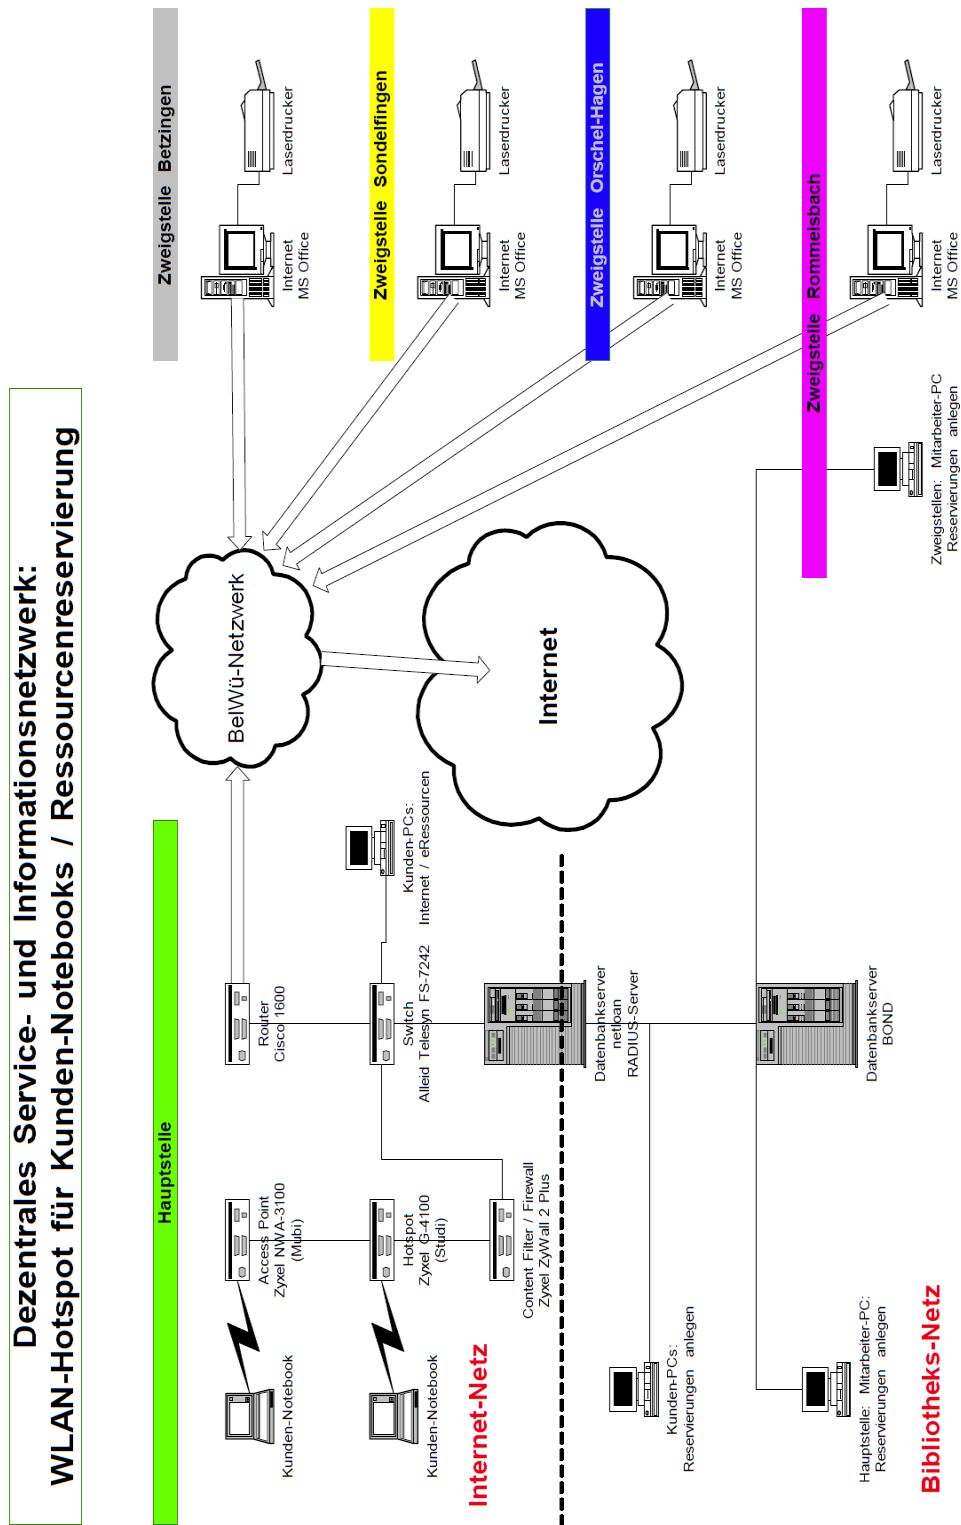 Dezentrales Service- und Informationsnetzwerk:
WLAN-Hotspot für Kunden-Notebooks / Ressourcenreservierung
Hauptstelle
Zweigstelle Betzingen
Kunden-Notebook
Access Point
Zyxel NWA-3100
(Mubi)
Router
Cisco 1600
BelWü-Netzwerk
Internet
MS Office
Laserdrucker
Zweigstelle Sondelfingen
Kunden-Notebook
Hotspot
Zyxel G-4100
(Studi)
Switch
Alleid Telesyn FS-7242
Kunden-PCs:
Internet / eRessourcen
Internet
MS Office
Laserdrucker
Internet-Netz
Content Filter / Firewall
Zyxel ZyWall 2 Plus
Internet
Zweigstelle Orschel-Hagen
Datenbankserver
netloan
RADIUS-Server
Kunden-PCs:
Reservierungen anlegen
Internet
MS Office
Laserdrucker
Zweigstelle Rommelsbach
Hauptstelle: Mitarbeiter-PC:
Reservierungen anlegen
Datenbankserver
BOND
Zweigstellen: Mitarbeiter-PC
Reservierungen anlegen
Internet
MS Office
Laserdrucker
Bibliotheks-Netz